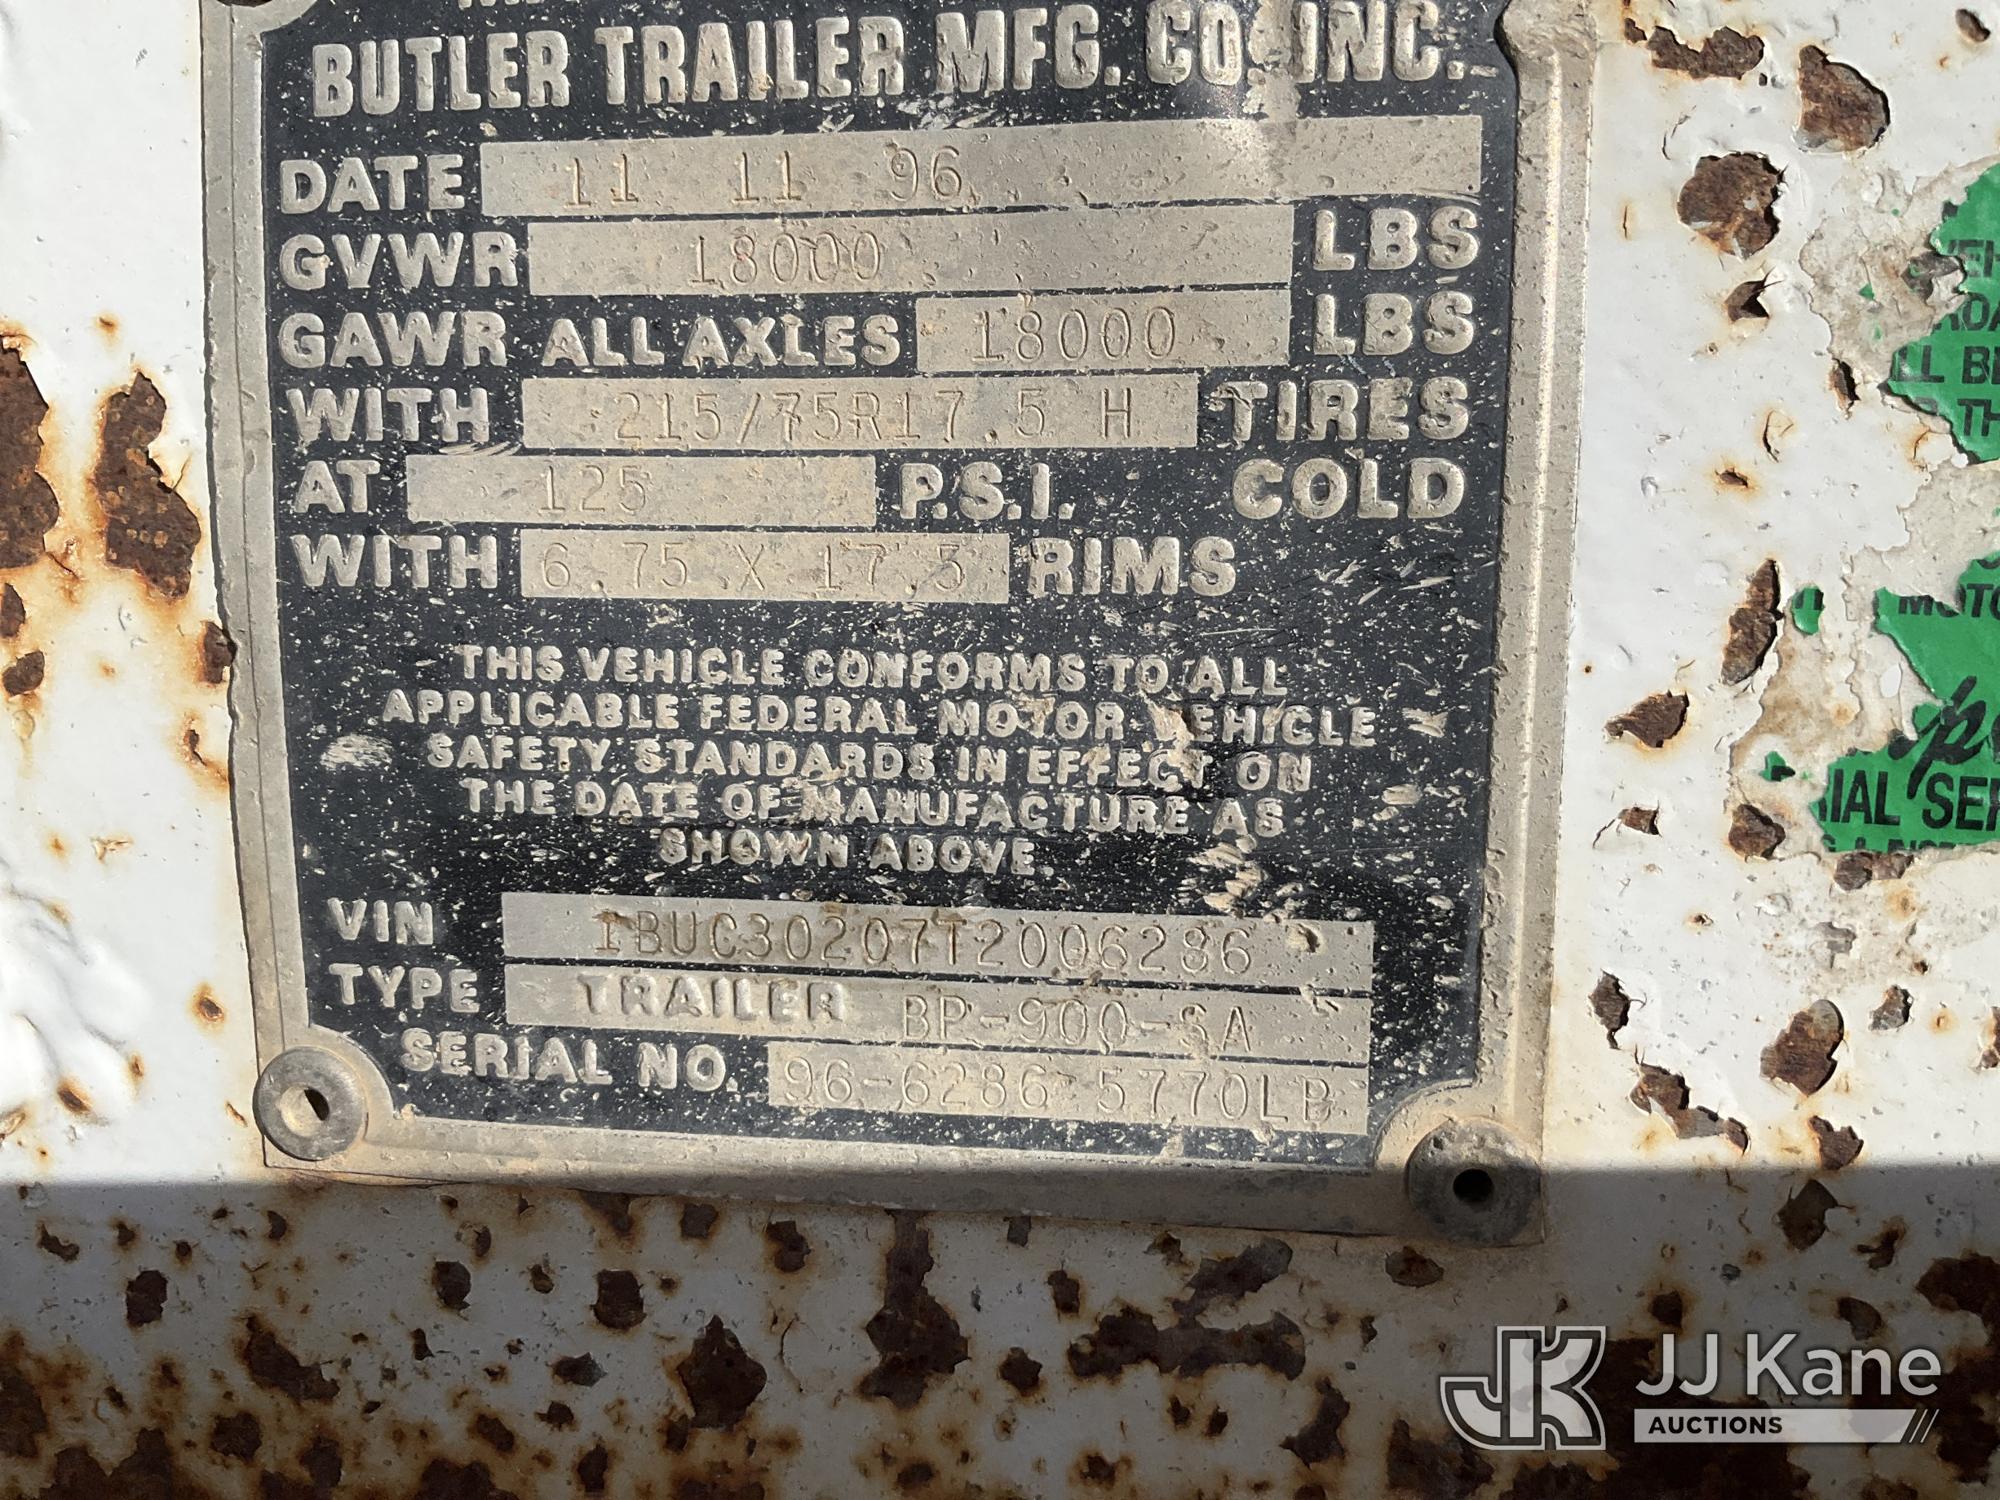 BUTLER TRAILER MFG. CO. INC.
DATE 11 11 96
GVWR 18000 LBS
GAWR ALL AXLES 18000 LBS
WITH 215/75R17.5 H TIRES
AT 125 P.S.I. COLD
WITH 6.75 X 17.5 RIMS
THIS VEHICLE CONFORMS TO ALL
APPLICABLE FEDERAL MOTOR VEHICLE
SAFETY STANDARDS IN EFFECT ON
THE DATE OF MANUFACTURE AS
SHOWN ABOVE.
VIN 1BUC30207T2006286
TYPE TRAILER BP-900-SA
SERIAL NO. 96-6286 5770LB
JK JJ Kane
AUCTIONS